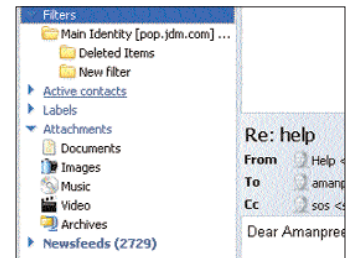 Filters
Main Identity [pop.jdm.com] ...
Deleted Items
New filter
Active contacts
Labels
Attachments
Documents
Images
Music
Video
Archives
Newsfeeds (2729)
Re: help
From Help <
To amanp
Cc sos <s
Dear Amanpree